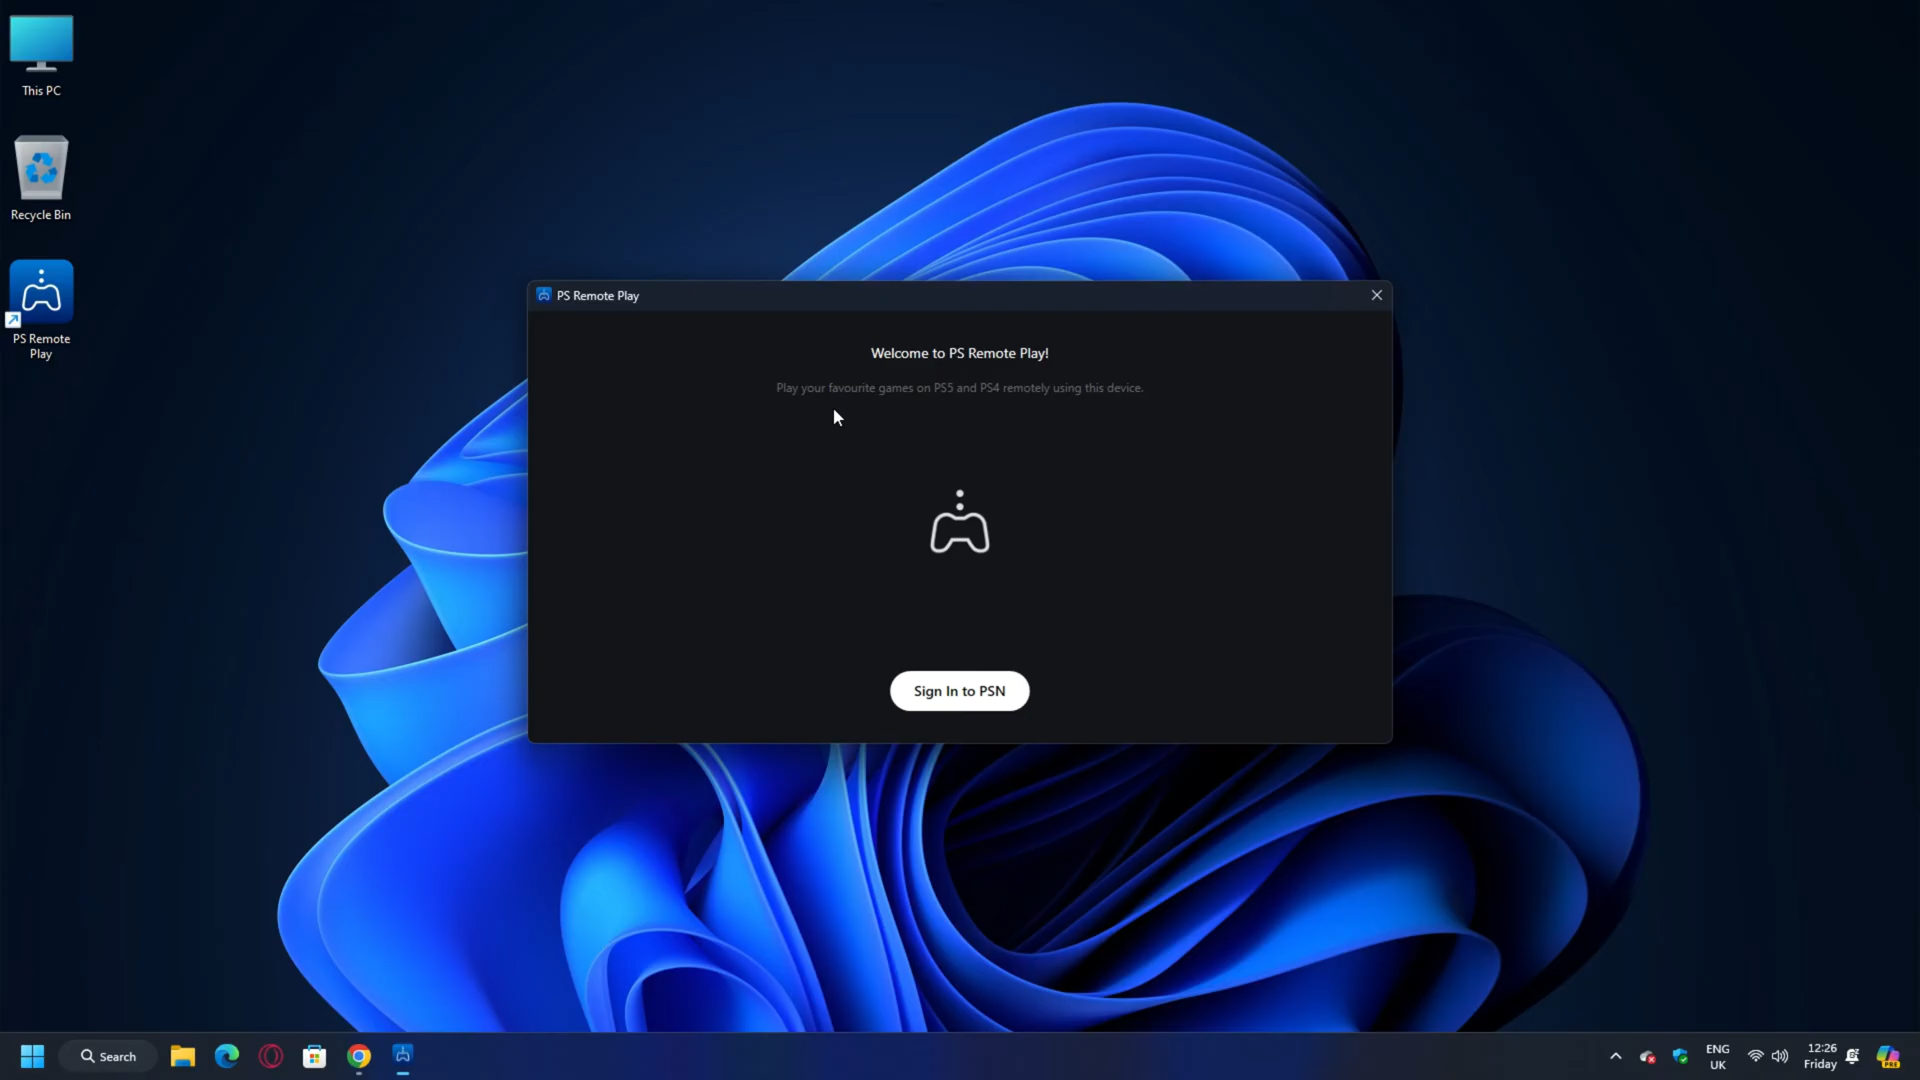 This PC
Recycle Bin
PS Remote
Play
PS Remote Play
Welcome to PS Remote Play!
Play your favourite games on PS5 and PS4 remotely using this device.
Sign In to PSN
Search
ENG
UK
12:26
Friday
PRE